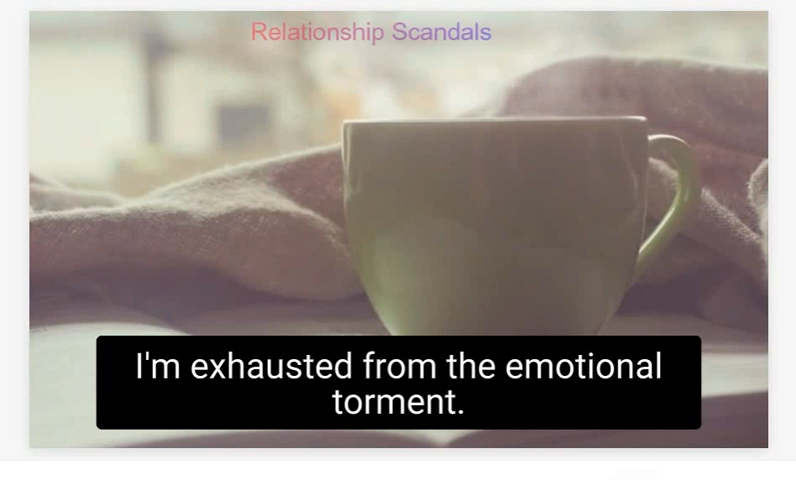 Relationship Scandals
I'm exhausted from the emotional
torment.